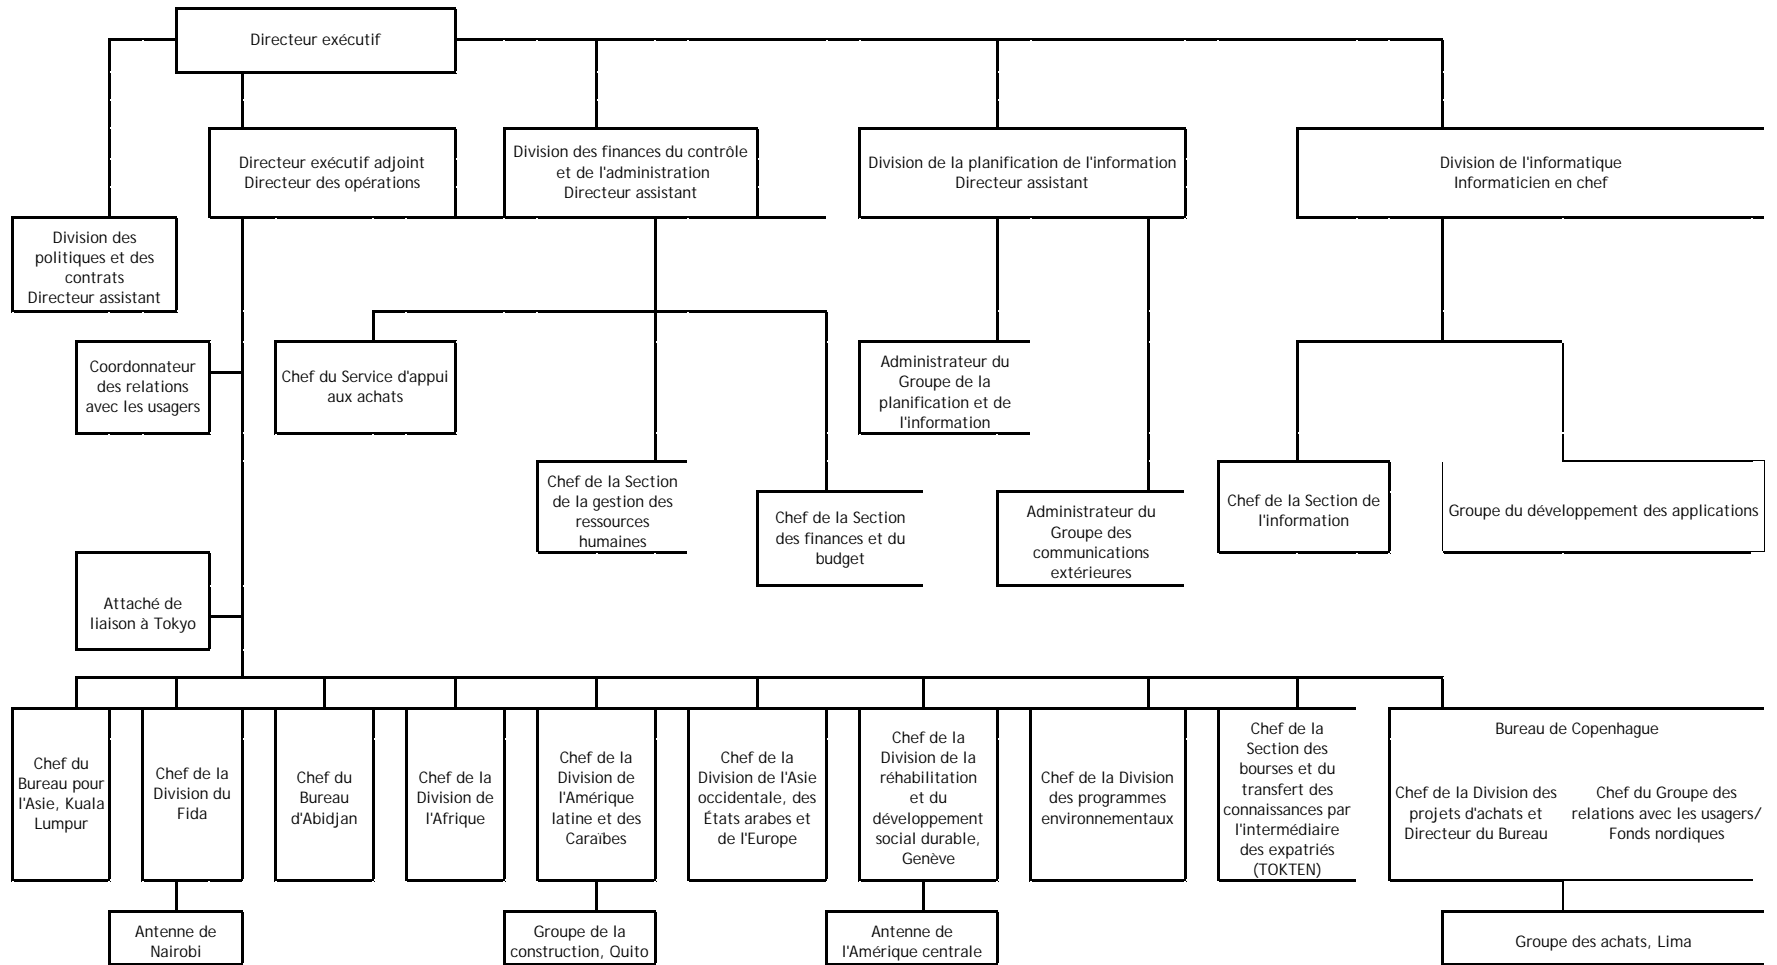 Directeur exécutif
Directeur exécutif adjoint
Directeur des opérations
Division des finances du contrôle
et de l'administration
Directeur assistant
Division de la planification de l'information
Directeur assistant
Division de l'informatique
Informaticien en chef
Division des
politiques et des
contrats
Directeur assistant
Coordonnateur
des relations
avec les usagers
Chef du Service d'appui
aux achats
Administrateur du
Groupe de la
planification et de
l'information
Chef de la Section
de la gestion des
ressources
humaines
Chef de la Section
des finances et du
budget
Administrateur du
Groupe des
communications
extérieures
Chef de la Section de
l'information
Groupe du développement des applications
Attaché de
liaison à Tokyo
Chef du
Bureau pour
l'Asie, Kuala
Lumpur
Chef de la
Division du
Fida
Chef du
Bureau
d'Abidjan
Chef de la
Division de
l'Afrique
Chef de la
Division de
l'Amérique
latine et des
Caraïbes
Chef de la
Division de l'Asie
occidentale, des
États arabes et
de l'Europe
Chef de la
Division de la
réhabilitation
et du
développement
social durable,
Genève
Chef de la Division
des programmes
environnementaux
Chef de la
Section des
bourses et du
transfert des
connaissances par
l'intermédiaire
des expatriés
(TOKTEN)
Bureau de Copenhague
Chef de la Division des
projets d'achats et
Directeur du Bureau
Chef du Groupe des
relations avec les usagers/
Fonds nordiques
Antenne de
Nairobi
Groupe de la
construction, Quito
Antenne de
l'Amérique centrale
Groupe des achats, Lima